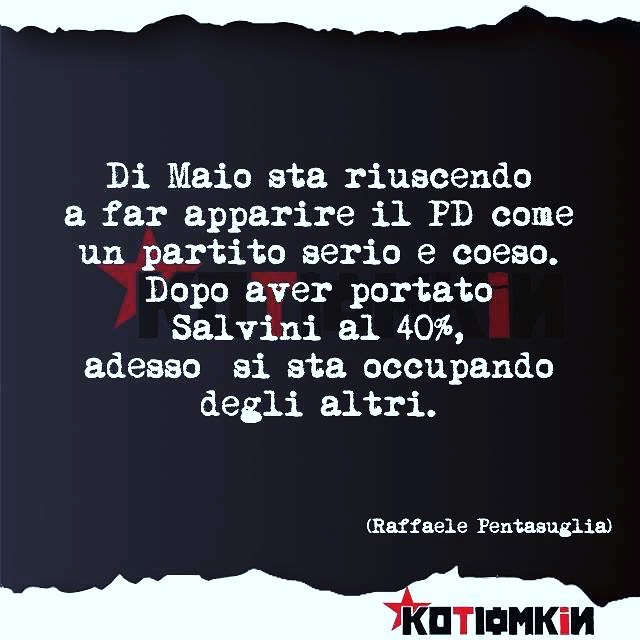 Di Maio sta riuscendo
a far apparire il PD come
un partito serio e coeso.
Dopo aver portato
Salvini al 40%,
adesso si sta occupando
degli altri.
(Raffaele Pentasuglia)
KOTIOMKIN